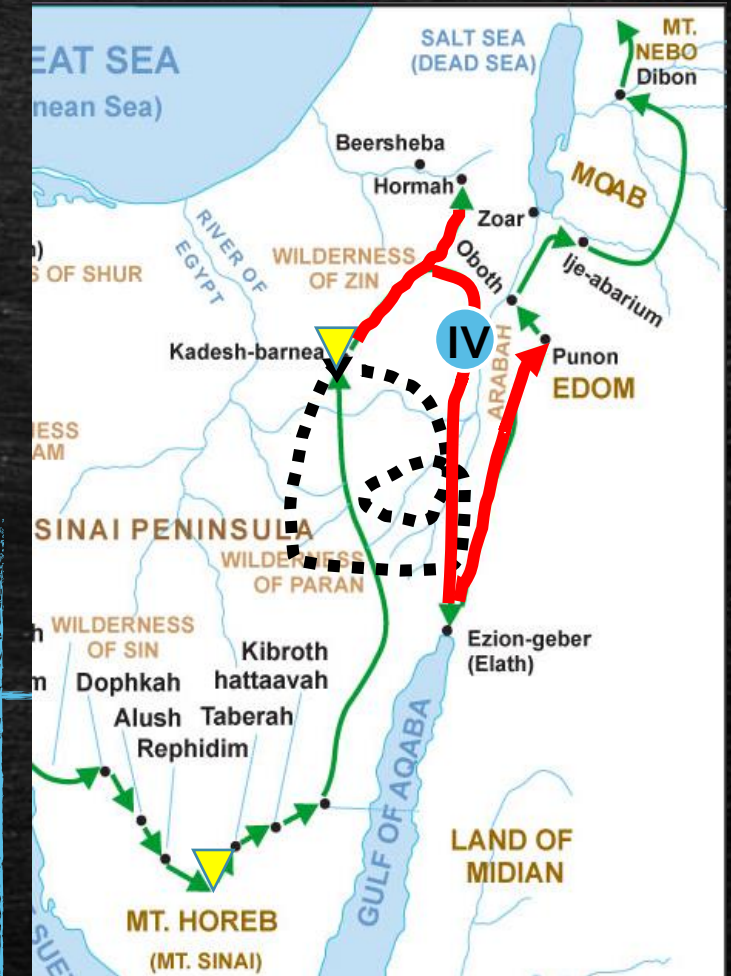 EAT SEA
nean Sea)
SALT SEA
(DEAD SEA)
MT.
NEBO
Dibon
Beersheba
Hormah
MOAB
Zoar
RIVER OF
EGYPT
S OF SHUR
WILDERNESS
OF ZIN
Oboth
Ije-abarium
Kadesh-barnea
IV
ARABAH
Punon
EDOM
ESS
AM
SINAI PENINSULA
WILDERNESS
OF PARAN
WILDERNESS
OF SIN
Ezion-geber
(Elath)
Kibroth
hattaavah
Dophkah
Alush
Taberah
Rephidim
GULF OF AQABA
LAND OF
MIDIAN
MT. HOREB
(MT. SINAI)
SUE